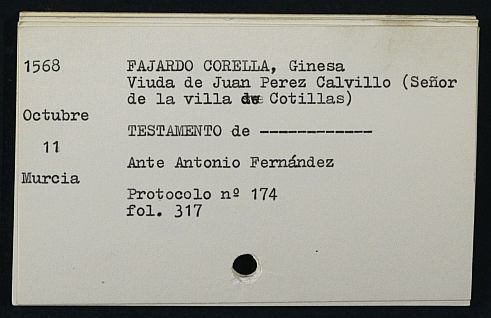 1568
FAJARDO CORELLA, Ginesa
Viuda de Juan Perez Calvillo (Señor
de la villa de Cotillas)
Octubre
TESTAMENTO de ------------
11
Ante Antonio Fernández
Murcia
Protocolo nº 174
fol. 317